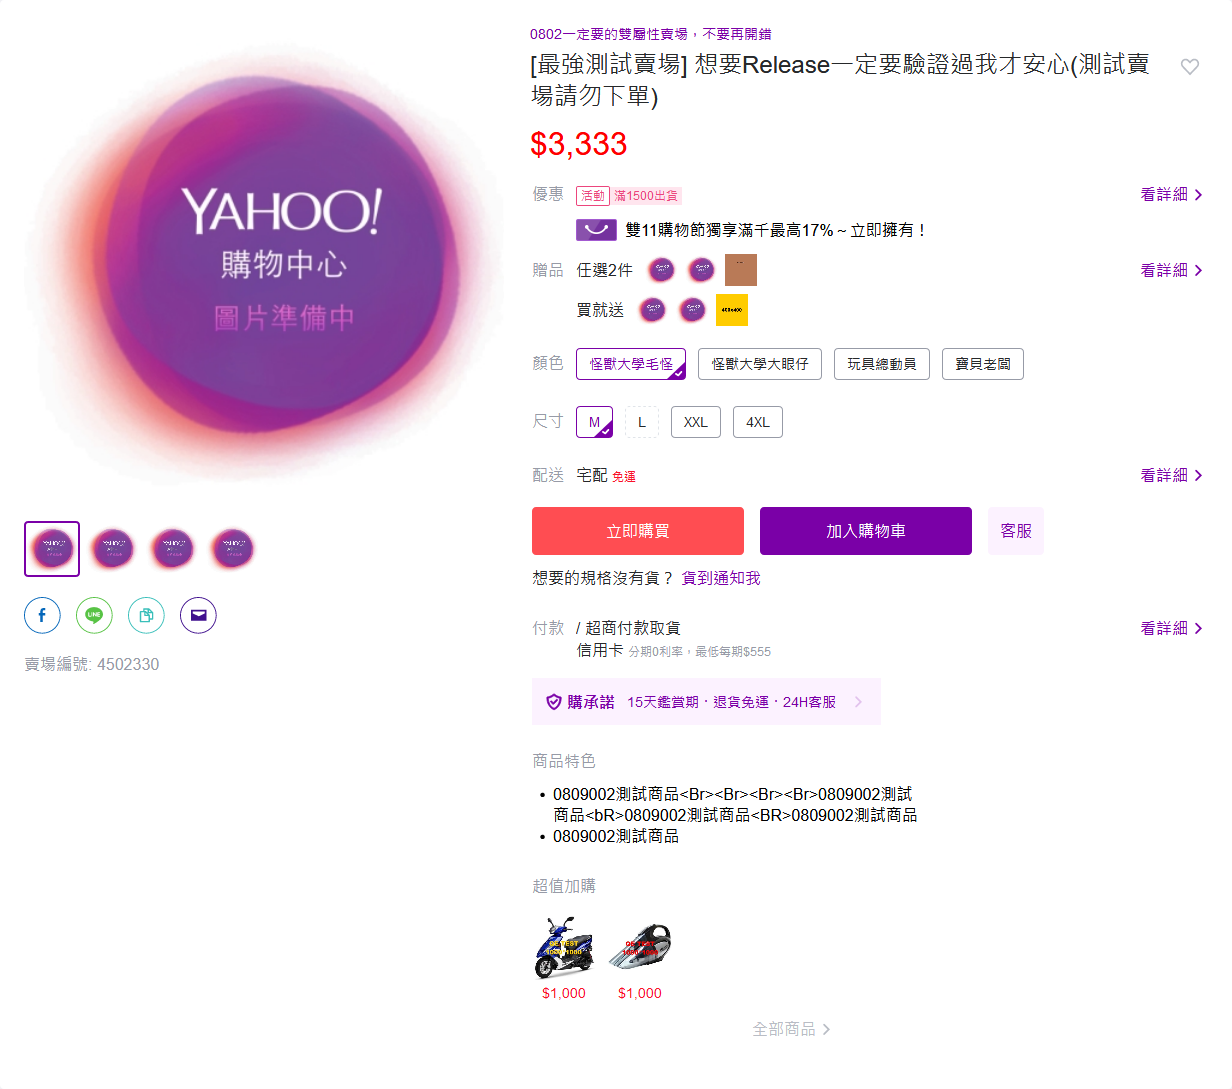 0802一定要的雙屬性賣場，不要再開錯
[最強測試賣場] 想要Release一定要驗證過我才安心(測試賣
場請勿下單)
$3,333
YAHOO!
購物中心
圖片準備中
優惠 活動 滿1500出貨 看詳細
雙11購物節獨享滿千最高17%～立即擁有！
贈品 任選2件 看詳細
買就送 400x400
顏色 怪獸大學毛怪 怪獸大學大眼仔 玩具總動員 寶貝老闆
尺寸 M L XXL 4XL
配送 宅配 免運 看詳細
立即購買 加入購物車 客服
想要的規格沒有貨？ 貨到通知我
YAHOO! YAHOO! YAHOO! YAHOO!
LINE
賣場編號: 4502330
付款 / 超商付款取貨 看詳細
信用卡 分期0利率，最低每期$555
購承諾 15天鑑賞期．退貨免運．24H客服
商品特色
• 0809002測試商品<Br><Br><Br><Br>0809002測試
商品<bR>0809002測試商品<BR>0809002測試商品
• 0809002測試商品
超值加購
$1,000 $1,000
全部商品